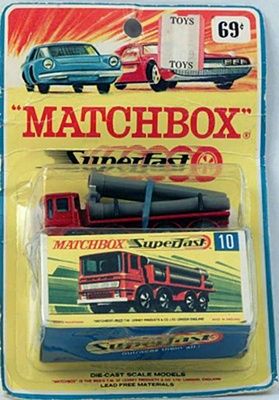 TOYS
69¢
TOYS
"MATCHBOX"®
Superfast
MATCHBOX Superfast 10
DIE-CAST SCALE MODELS
LEAD FREE MATERIALS